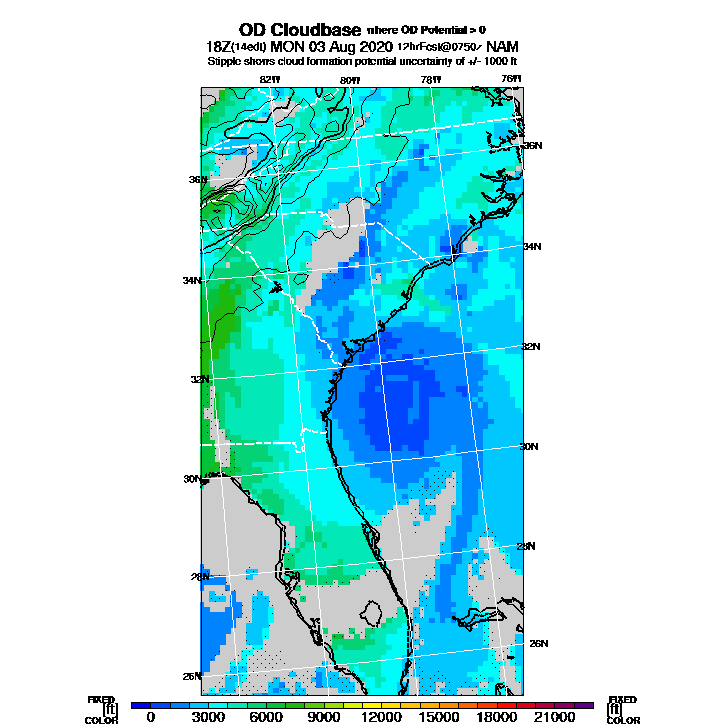 OD Cloudbase where OD Potential > 0
18Z(14edt) MON 03 Aug 2020 12hrFcst@0750z NAM
Stipple shows cloud formation potential uncertainty of +/- 1000 ft
82W 80W 78W 76W
36N
36N
34N
34N
32N
32N
30N
30N
28N
28N
26N
26N
FIXED FIXED
[ft] [ft]
COLOR COLOR
0 3000 6000 9000 12000 15000 18000 21000